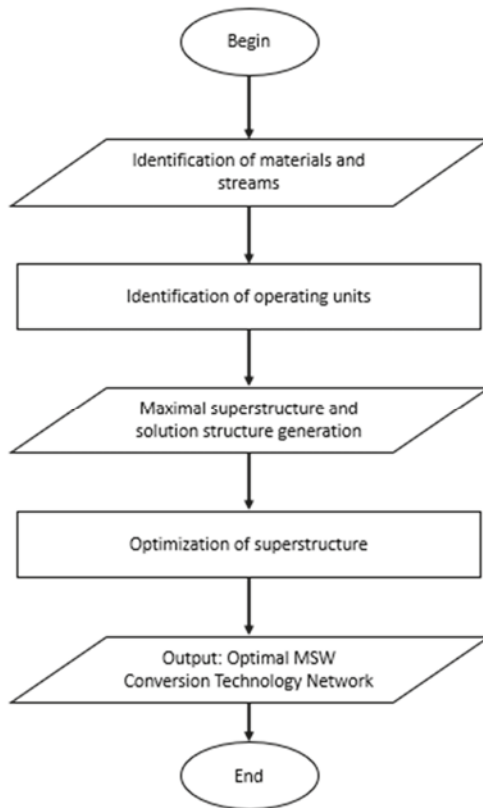 Begin
Identification of materials and
streams
Identification of operating units
Maximal superstructure and
solution structure generation
Optimization of superstructure
Output: Optimal MSW
Conversion Technology Network
End